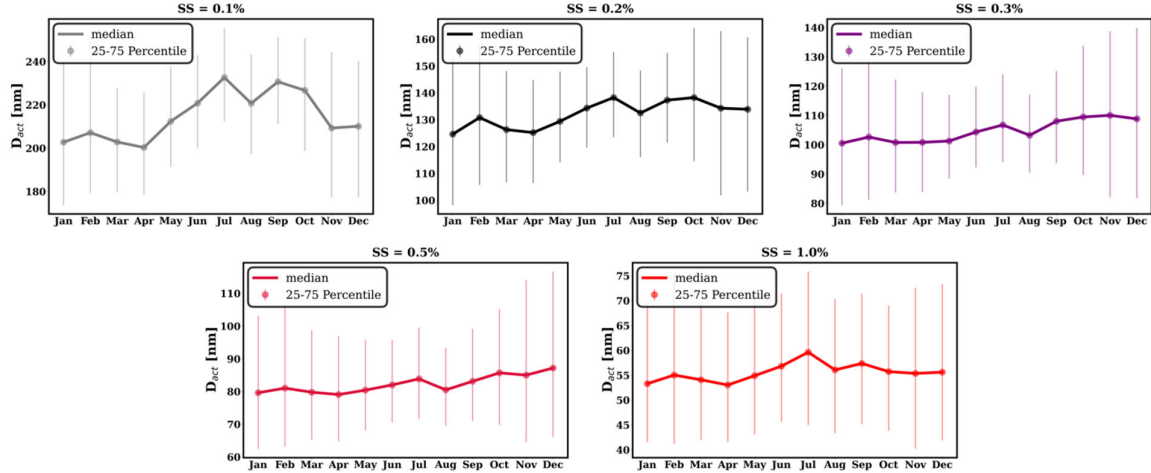 SS = 0.1%
median
25-75 Percentile
D_act [nm]
240
220
200
180
Jan Feb Mar Apr May Jun Jul Aug Sep Oct Nov Dec
SS = 0.2%
median
25-75 Percentile
D_act [nm]
160
150
140
130
120
110
100
Jan Feb Mar Apr May Jun Jul Aug Sep Oct Nov Dec
SS = 0.3%
median
25-75 Percentile
D_act [nm]
140
130
120
110
100
90
80
Jan Feb Mar Apr May Jun Jul Aug Sep Oct Nov Dec
SS = 0.5%
median
25-75 Percentile
D_act [nm]
110
100
90
80
70
60
Jan Feb Mar Apr May Jun Jul Aug Sep Oct Nov Dec
SS = 1.0%
median
25-75 Percentile
D_act [nm]
75
70
65
60
55
50
45
40
Jan Feb Mar Apr May Jun Jul Aug Sep Oct Nov Dec